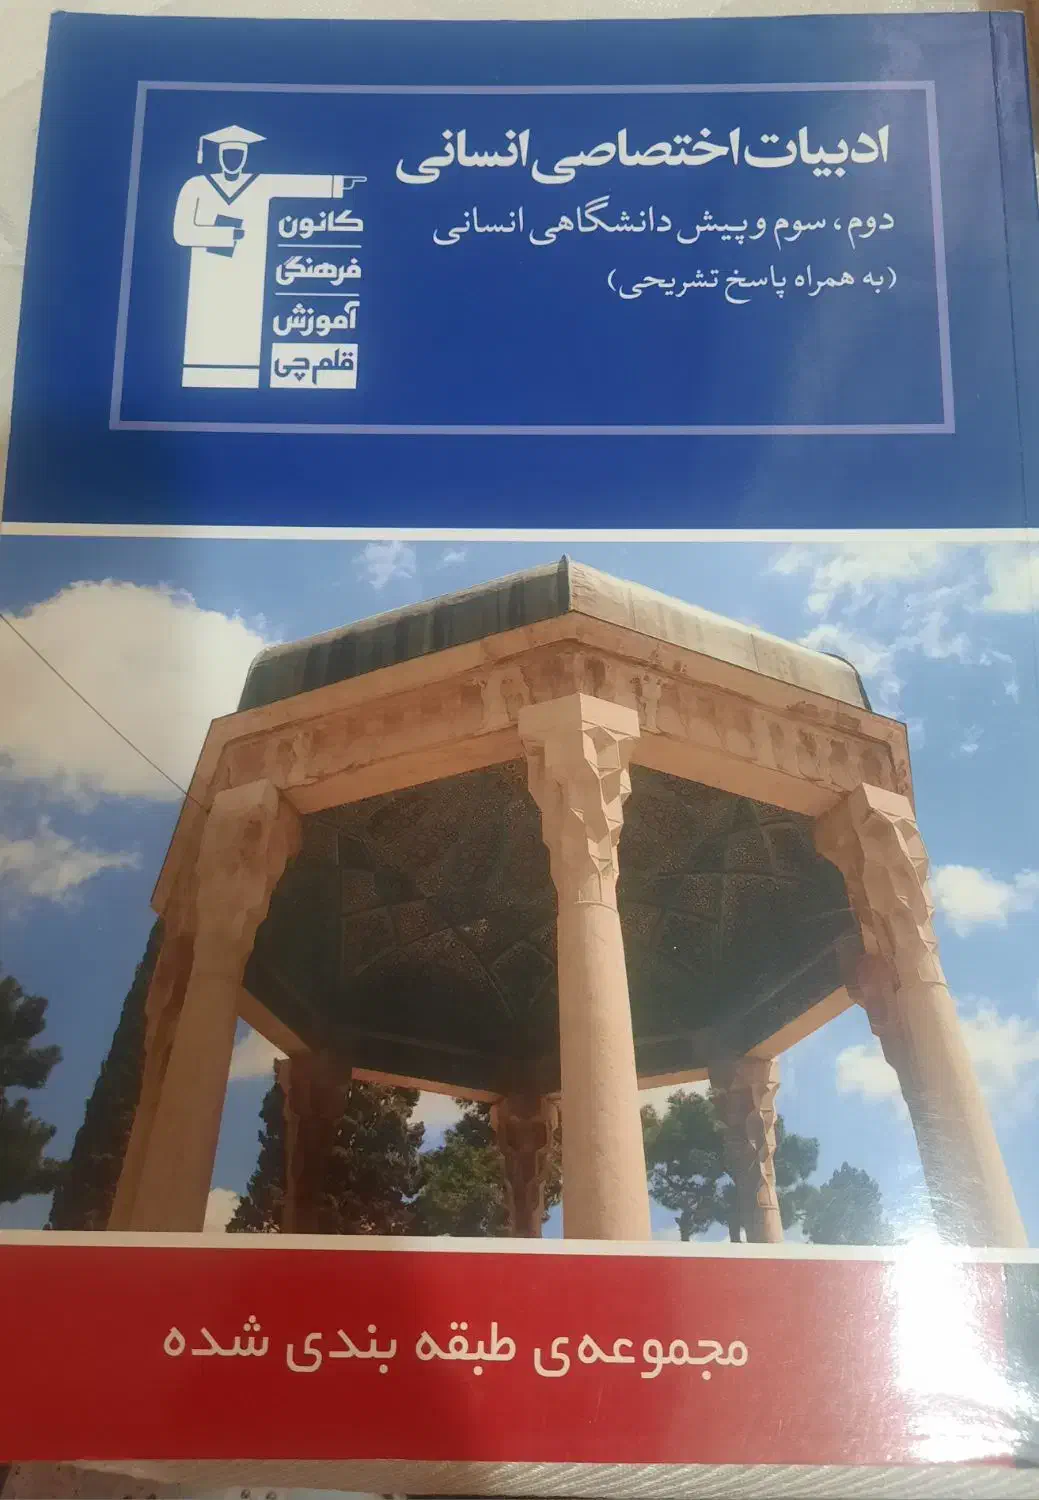 ادبیات اختصاصی انسانی
دوم، سوم و پیش دانشگاهی انسانی
(به همراه پاسخ تشریحی)
کانون
فرهنگی
آموزش
قلم‌چی
مجموعه‌ی طبقه بندی شده